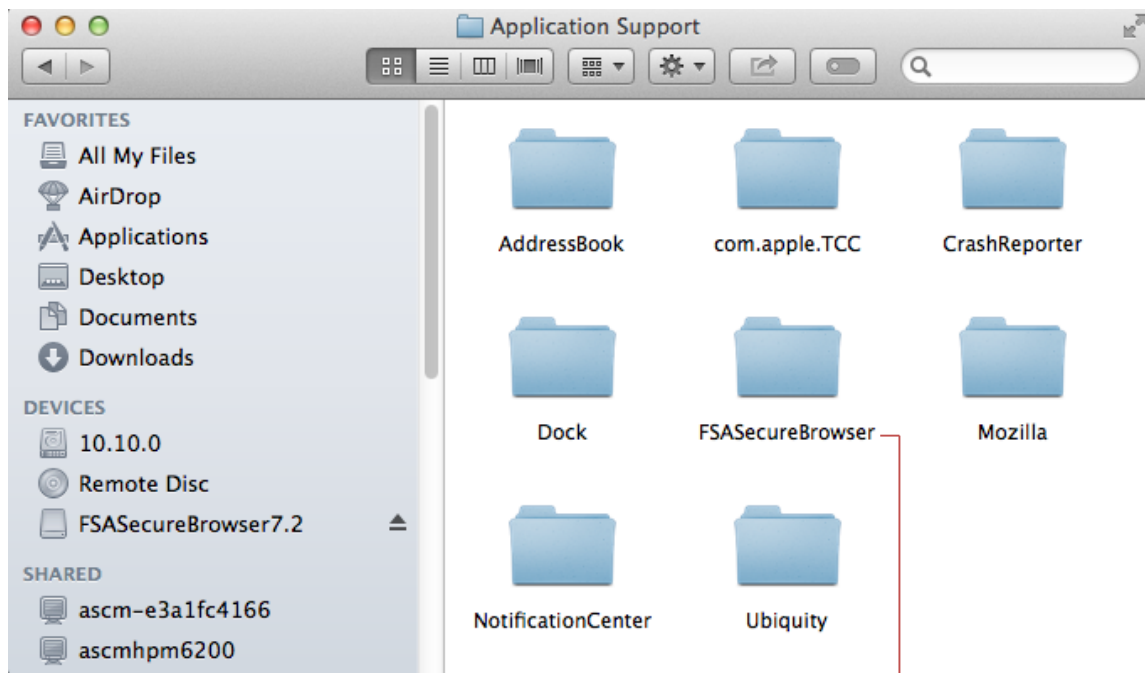 Application Support
FAVORITES
All My Files
AirDrop
Applications
Desktop
Documents
Downloads
DEVICES
10.10.0
Remote Disc
FSASecureBrowser7.2
SHARED
ascm-e3a1fc4166
ascmhpm6200
AddressBook
com.apple.TCC
CrashReporter
Dock
FSASecureBrowser
Mozilla
NotificationCenter
Ubiquity